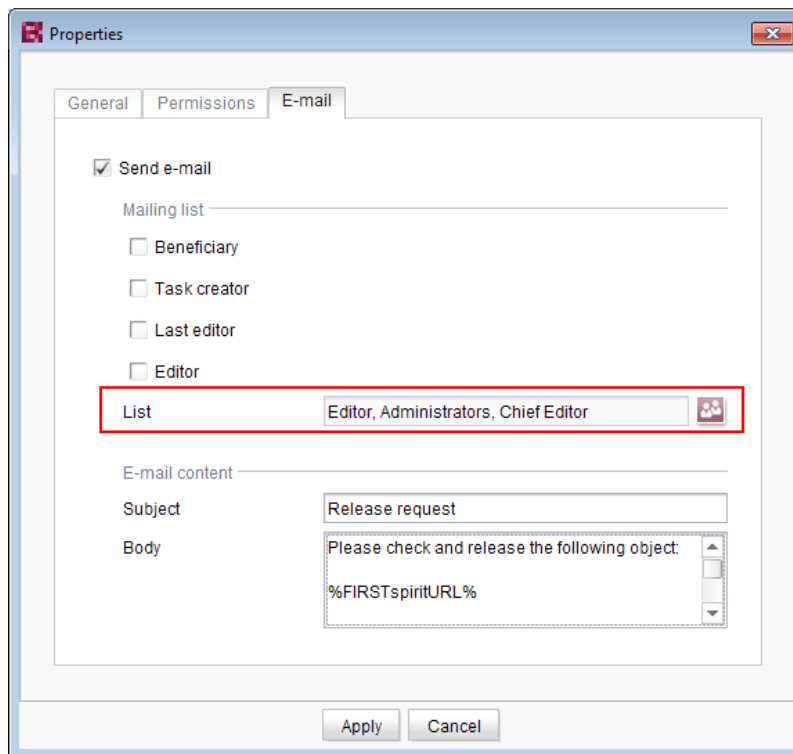 Properties
General Permissions E-mail
Send e-mail
Mailing list
Beneficiary
Task creator
Last editor
Editor
List Editor, Administrators, Chief Editor
E-mail content
Subject Release request
Body Please check and release the following object:
%FIRSTspiritURL%
Apply Cancel